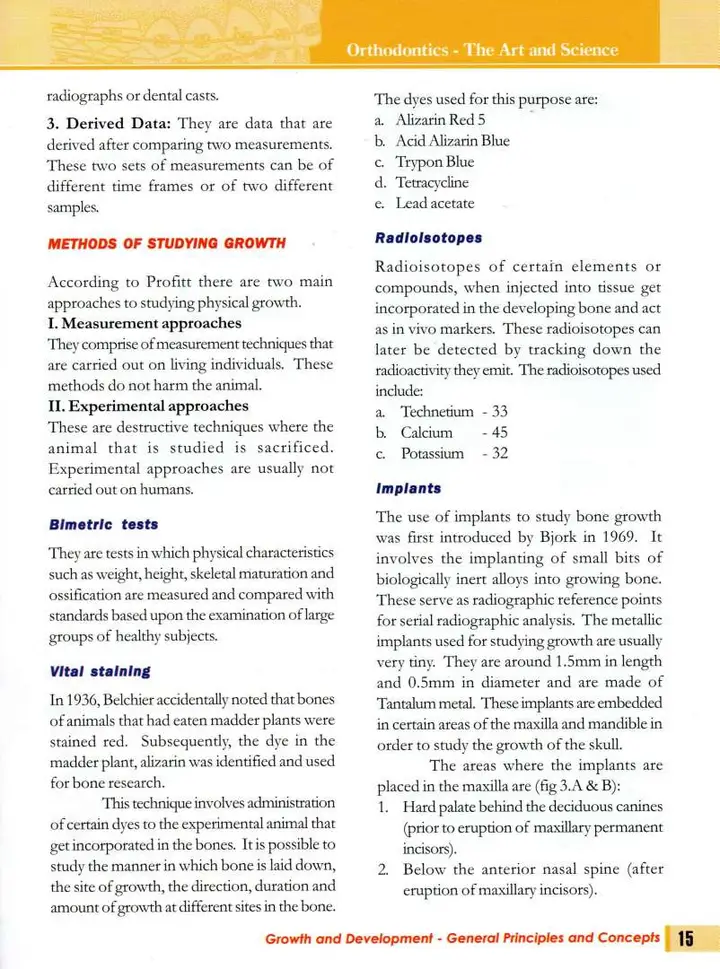 Orthodontics - The Art and Science
radiographs or dental casts.
3. Derived Data: They are data that are
derived after comparing two measurements.
These two sets of measurements can be of
different time frames or of two different
samples.
METHODS OF STUDYING GROWTH
According to Profitt there are two main
approaches to studying physical growth.
I. Measurement approaches
They comprise of measurement techniques that
are carried out on living individuals. These
methods do not harm the animal.
II. Experimental approaches
These are destructive techniques where the
animal that is studied is sacrificed.
Experimental approaches are usually not
carried out on humans.
Bimetric tests
They are tests in which physical characteristics
such as weight, height, skeletal maturation and
ossification are measured and compared with
standards based upon the examination of large
groups of healthy subjects.
Vital staining
In 1936, Belchier accidentally noted that bones
of animals that had eaten madder plants were
stained red. Subsequently, the dye in the
madder plant, alizarin was identified and used
for bone research.
This technique involves administration
of certain dyes to the experimental animal that
get incorporated in the bones. It is possible to
study the manner in which bone is laid down,
the site of growth, the direction, duration and
amount of growth at different sites in the bone.
The dyes used for this purpose are:
a. Alizarin Red 5
b. Acid Alizarin Blue
c. Trypon Blue
d. Tetracycline
e. Lead acetate
Radioisotopes
Radioisotopes of certain elements or
compounds, when injected into tissue get
incorporated in the developing bone and act
as in vivo markers. These radioisotopes can
later be detected by tracking down the
radioactivity they emit. The radioisotopes used
include:
a. Technetium - 33
b. Calcium - 45
c. Potassium - 32
Implants
The use of implants to study bone growth
was first introduced by Bjork in 1969. It
involves the implanting of small bits of
biologically inert alloys into growing bone.
These serve as radiographic reference points
for serial radiographic analysis. The metallic
implants used for studying growth are usually
very tiny. They are around 1.5mm in length
and 0.5mm in diameter and are made of
Tantalum metal. These implants are embedded
in certain areas of the maxilla and mandible in
order to study the growth of the skull.
The areas where the implants are
placed in the maxilla are (fig 3.A & B):
1. Hard palate behind the deciduous canines
(prior to eruption of maxillary permanent
incisors).
2. Below the anterior nasal spine (after
eruption of maxillary incisors).
Growth and Development - General Principles and Concepts 15